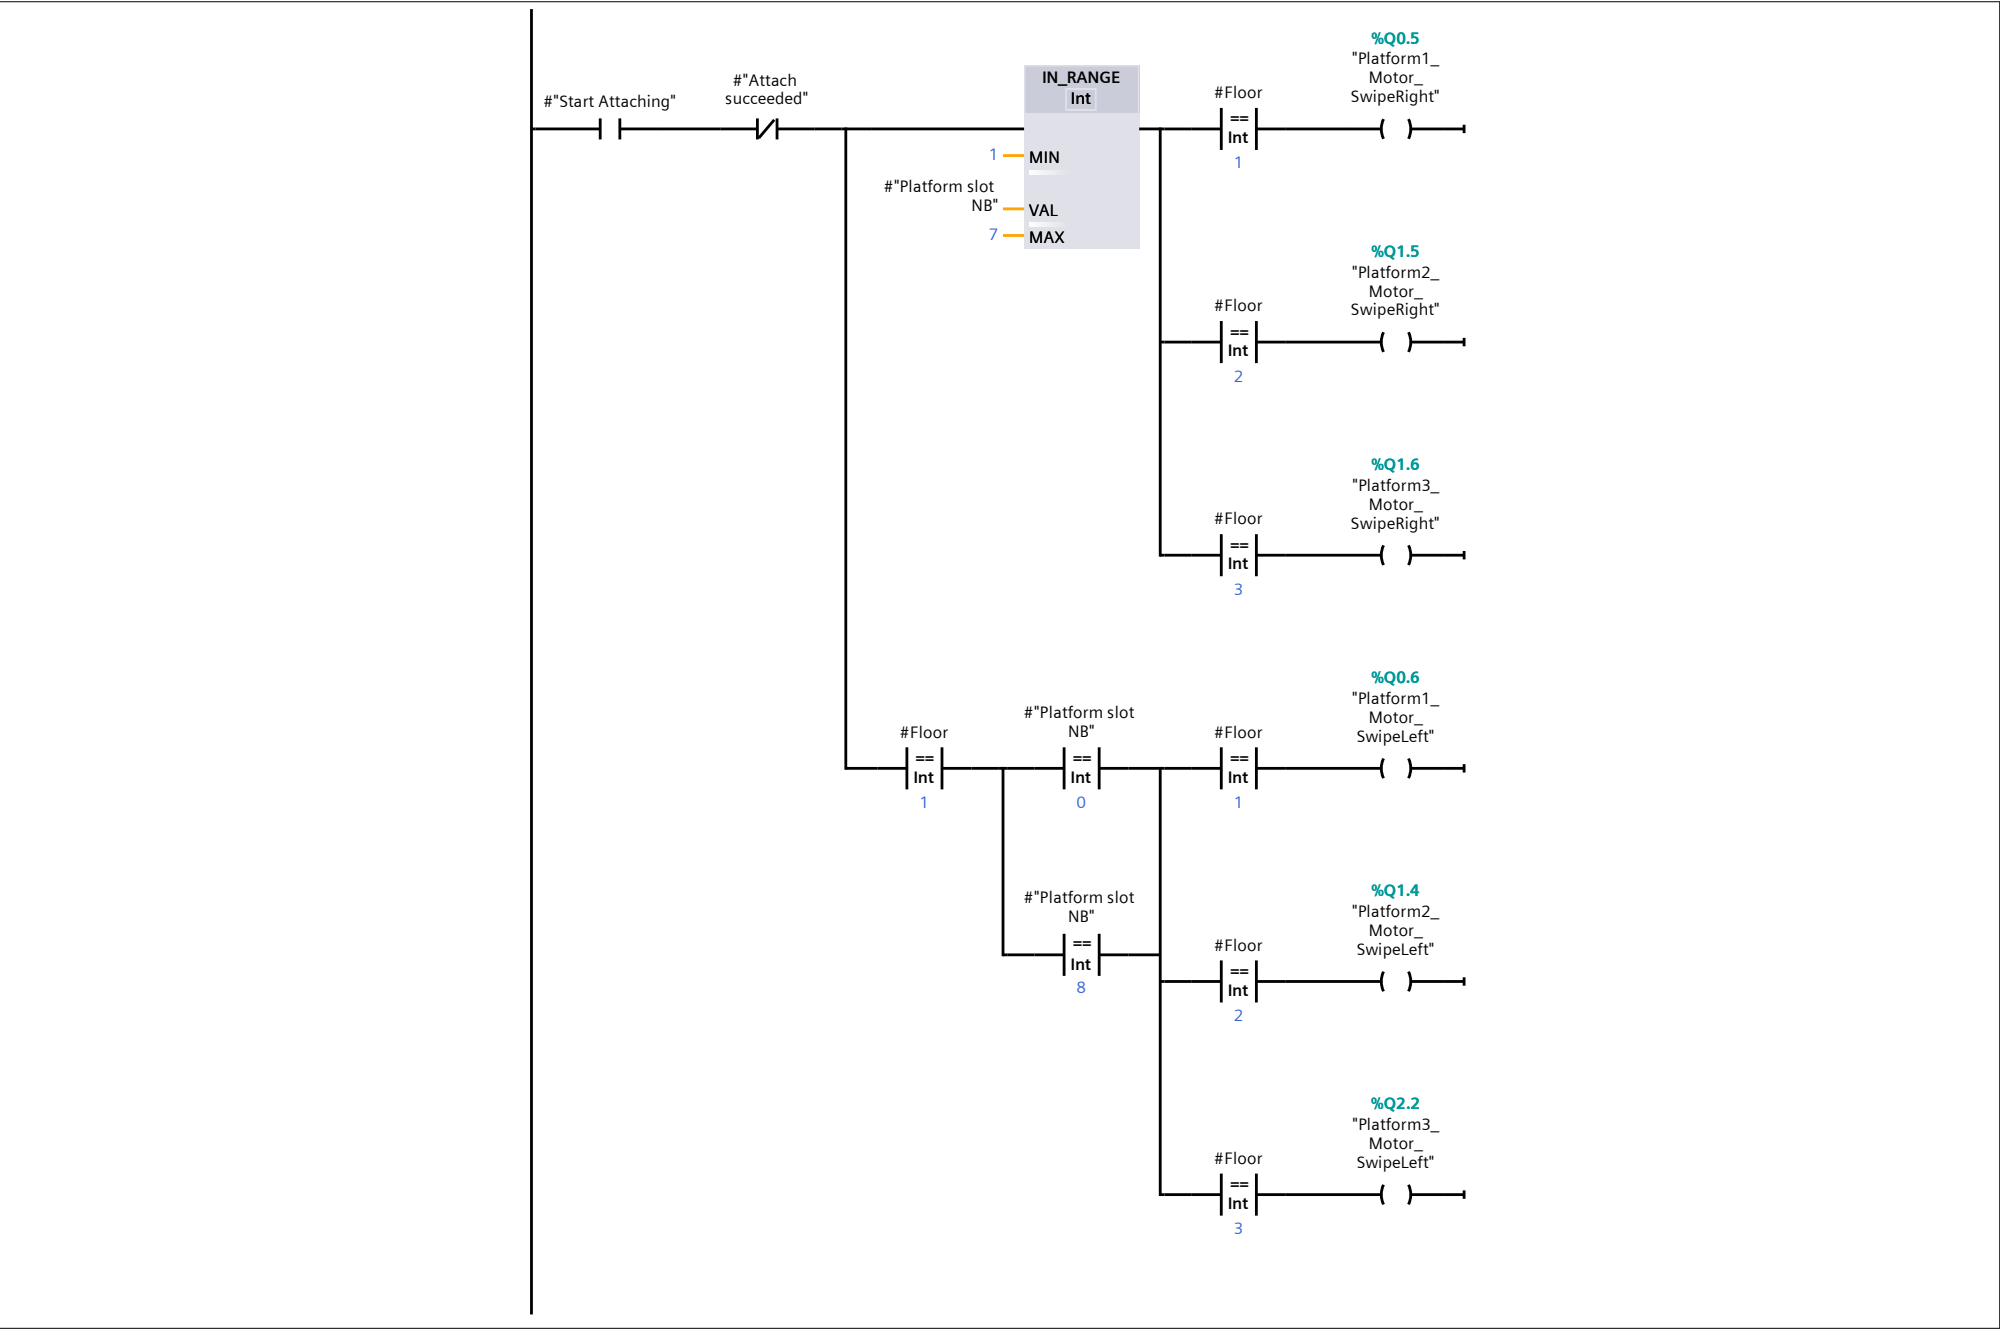 %Q0.5
"Platform1_
Motor_
SwipeRight"
#"Start Attaching"
#"Attach
succeeded"
IN_RANGE
Int
#Floor
==
Int
1
1
MIN
#"Platform slot
NB"
VAL
7
MAX
%Q1.5
"Platform2_
Motor_
SwipeRight"
#Floor
==
Int
2
%Q1.6
"Platform3_
Motor_
SwipeRight"
#Floor
==
Int
3
%Q0.6
"Platform1_
Motor_
SwipeLeft"
#Floor
==
Int
1
#"Platform slot
NB"
==
Int
0
#Floor
==
Int
1
#"Platform slot
NB"
==
Int
8
%Q1.4
"Platform2_
Motor_
SwipeLeft"
#Floor
==
Int
2
%Q2.2
"Platform3_
Motor_
SwipeLeft"
#Floor
==
Int
3